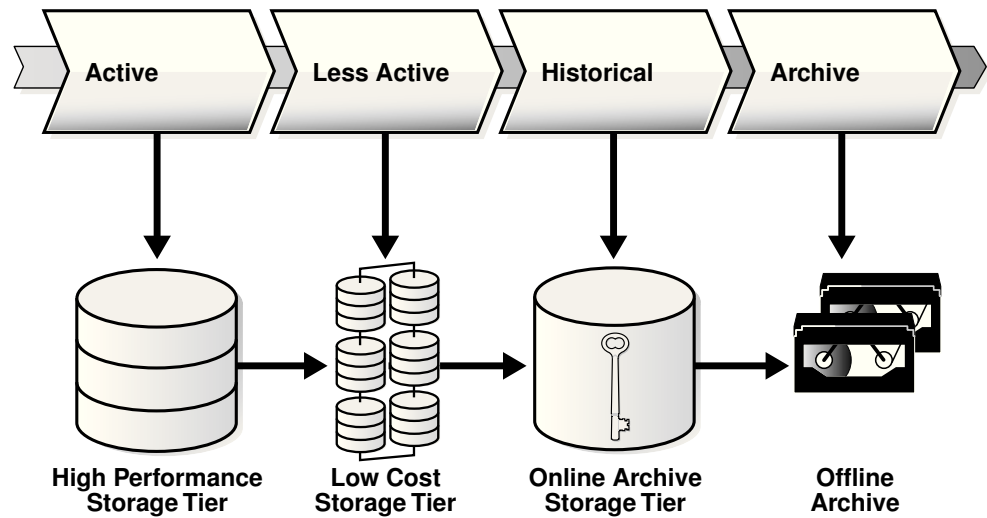 Active
Less Active
Historical
Archive
High Performance
Storage Tier
Low Cost
Storage Tier
Online Archive
Storage Tier
Offline
Archive